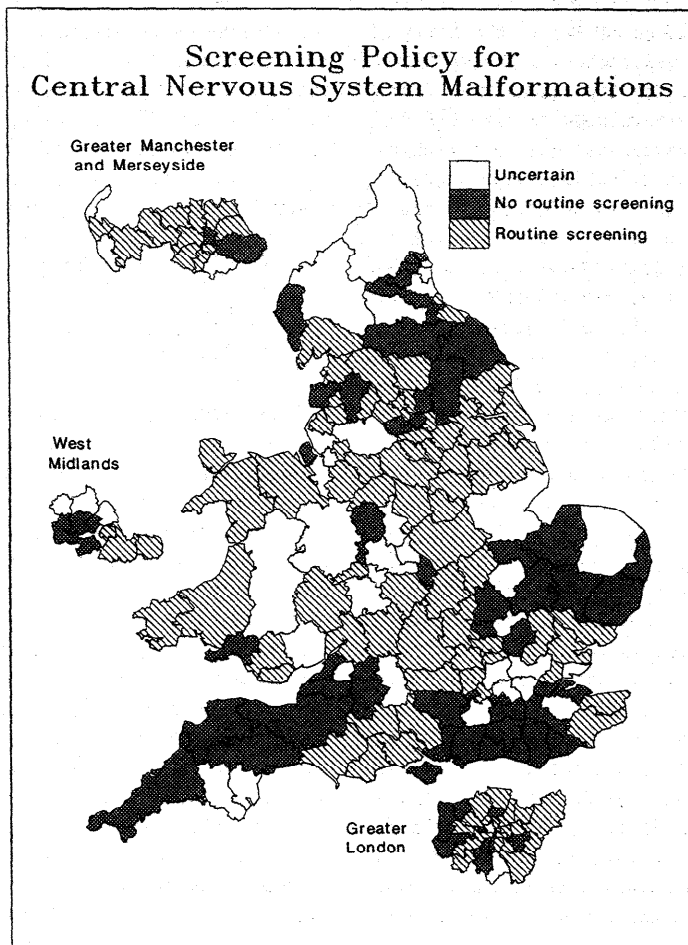 Screening Policy for
Central Nervous System Malformations
Greater Manchester
and Merseyside
Uncertain
No routine screening
Routine screening
West
Midlands
Greater
London